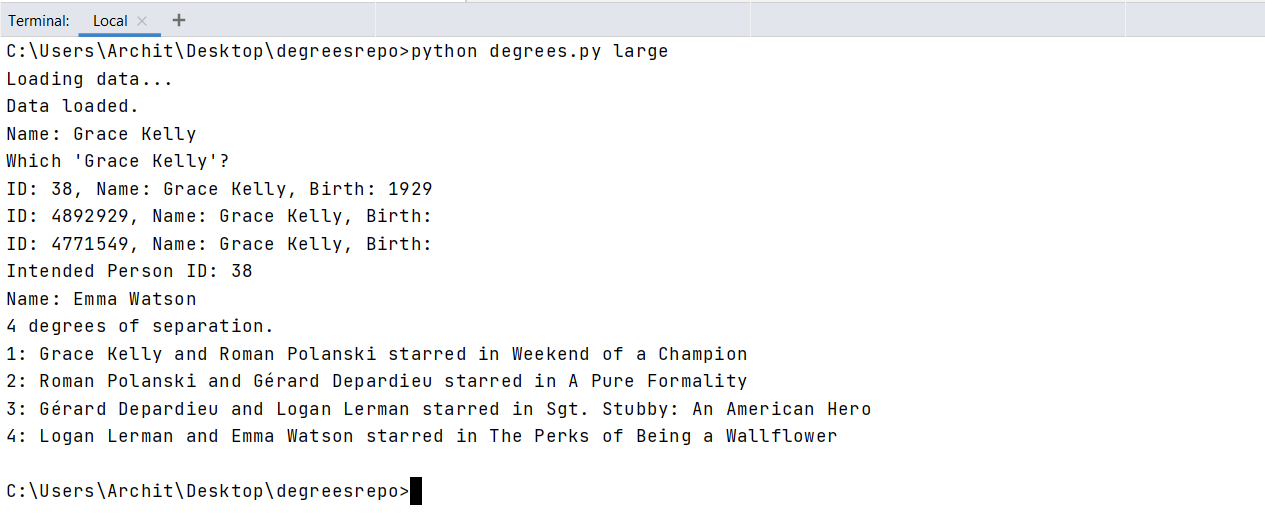 Terminal: Local × +
C:\Users\Archit\Desktop\degreesrepo>python degrees.py large
Loading data...
Data loaded.
Name: Grace Kelly
Which 'Grace Kelly'?
ID: 38, Name: Grace Kelly, Birth: 1929
ID: 4892929, Name: Grace Kelly, Birth:
ID: 4771549, Name: Grace Kelly, Birth:
Intended Person ID: 38
Name: Emma Watson
4 degrees of separation.
1: Grace Kelly and Roman Polanski starred in Weekend of a Champion
2: Roman Polanski and Gérard Depardieu starred in A Pure Formality
3: Gérard Depardieu and Logan Lerman starred in Sgt. Stubby: An American Hero
4: Logan Lerman and Emma Watson starred in The Perks of Being a Wallflower
C:\Users\Archit\Desktop\degreesrepo>